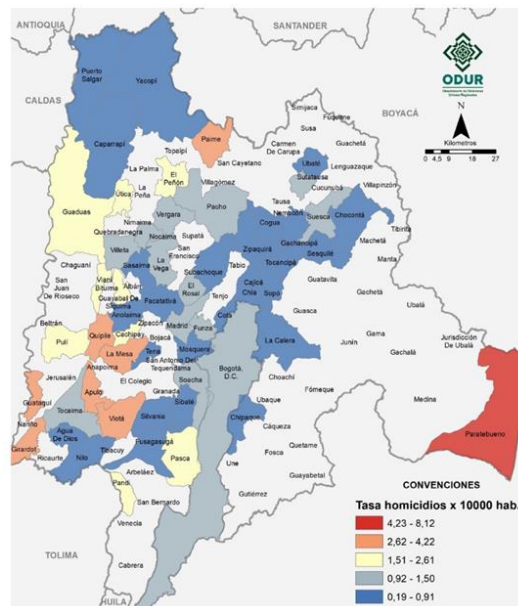 ANTIOQUIA
SANTANDER
ODUR
CALDAS
BOYACÁ
N
Kilometros
0 4,5 9 18 27
Puerto
Salgar
Yacopí
Caparrapí
Paime
Topaipí
San Cayetano
La Palma
El
Peñón
Villagómez
Simijaca
Susa
Fúquene
Carmen
De Carupa
Guachetá
Ubaté
Lenguazaque
Sutatausa
Cucunubá
Villapinzón
Tausa
Útica
La
Peña
Pacho
Guaduas
Nimaima
Vergara
Supatá
Cogua
Nemocón
Suesca
Chocontá
Tibirita
Quebradanegra
Nocaima
San
Francisco
Zipaquirá
Gachancipá
Machetá
Villeta
La
Vega
Sesquilé
Manta
Chaguaní
Sasaima
Subachoque
Tabio
Tocancipá
San
Juan
De Rioseco
Vianí
Bituima
Albán
El
Rosal
Cajicá
Chía
Sopó
Guatavita
Gachetá
Ubalá
Guayabal De
Síquima
Facatativá
Tenjo
Guasca
Beltrán
Anolaima
Zipacón
Madrid
Funza
Cota
Gama
Jurisdicción
De Ubalá
Pulí
Quipile
Cachipay
Bojacá
Mosquera
La Calera
Junín
Gachalá
La Mesa
Tena
San Antonio Del
Tequendama
Bogotá,
D.C.
Jerusalén
Anapoima
El Colegio
Soacha
Choachí
Medina
Guataquí
Apulo
Granada
Fómeque
Tocaima
Viotá
Silvania
Sibaté
Ubaque
Chipaque
Cáqueza
Paratebueno
Nariño
Agua
De Dios
Fusagasugá
Fosca
Quetame
Girardot
Ricaurte
Nilo
Tibacuy
Pasca
Une
Arbeláez
Guayabetal
Pandi
San Bernardo
Gutiérrez
Venecia
Cabrera
TOLIMA
HUILA
CONVENCIONES
Tasa homicidios x 10000 hab.
4,23 - 8,12
2,62 - 4,22
1,51 - 2,61
0,92 - 1,50
0,19 - 0,91